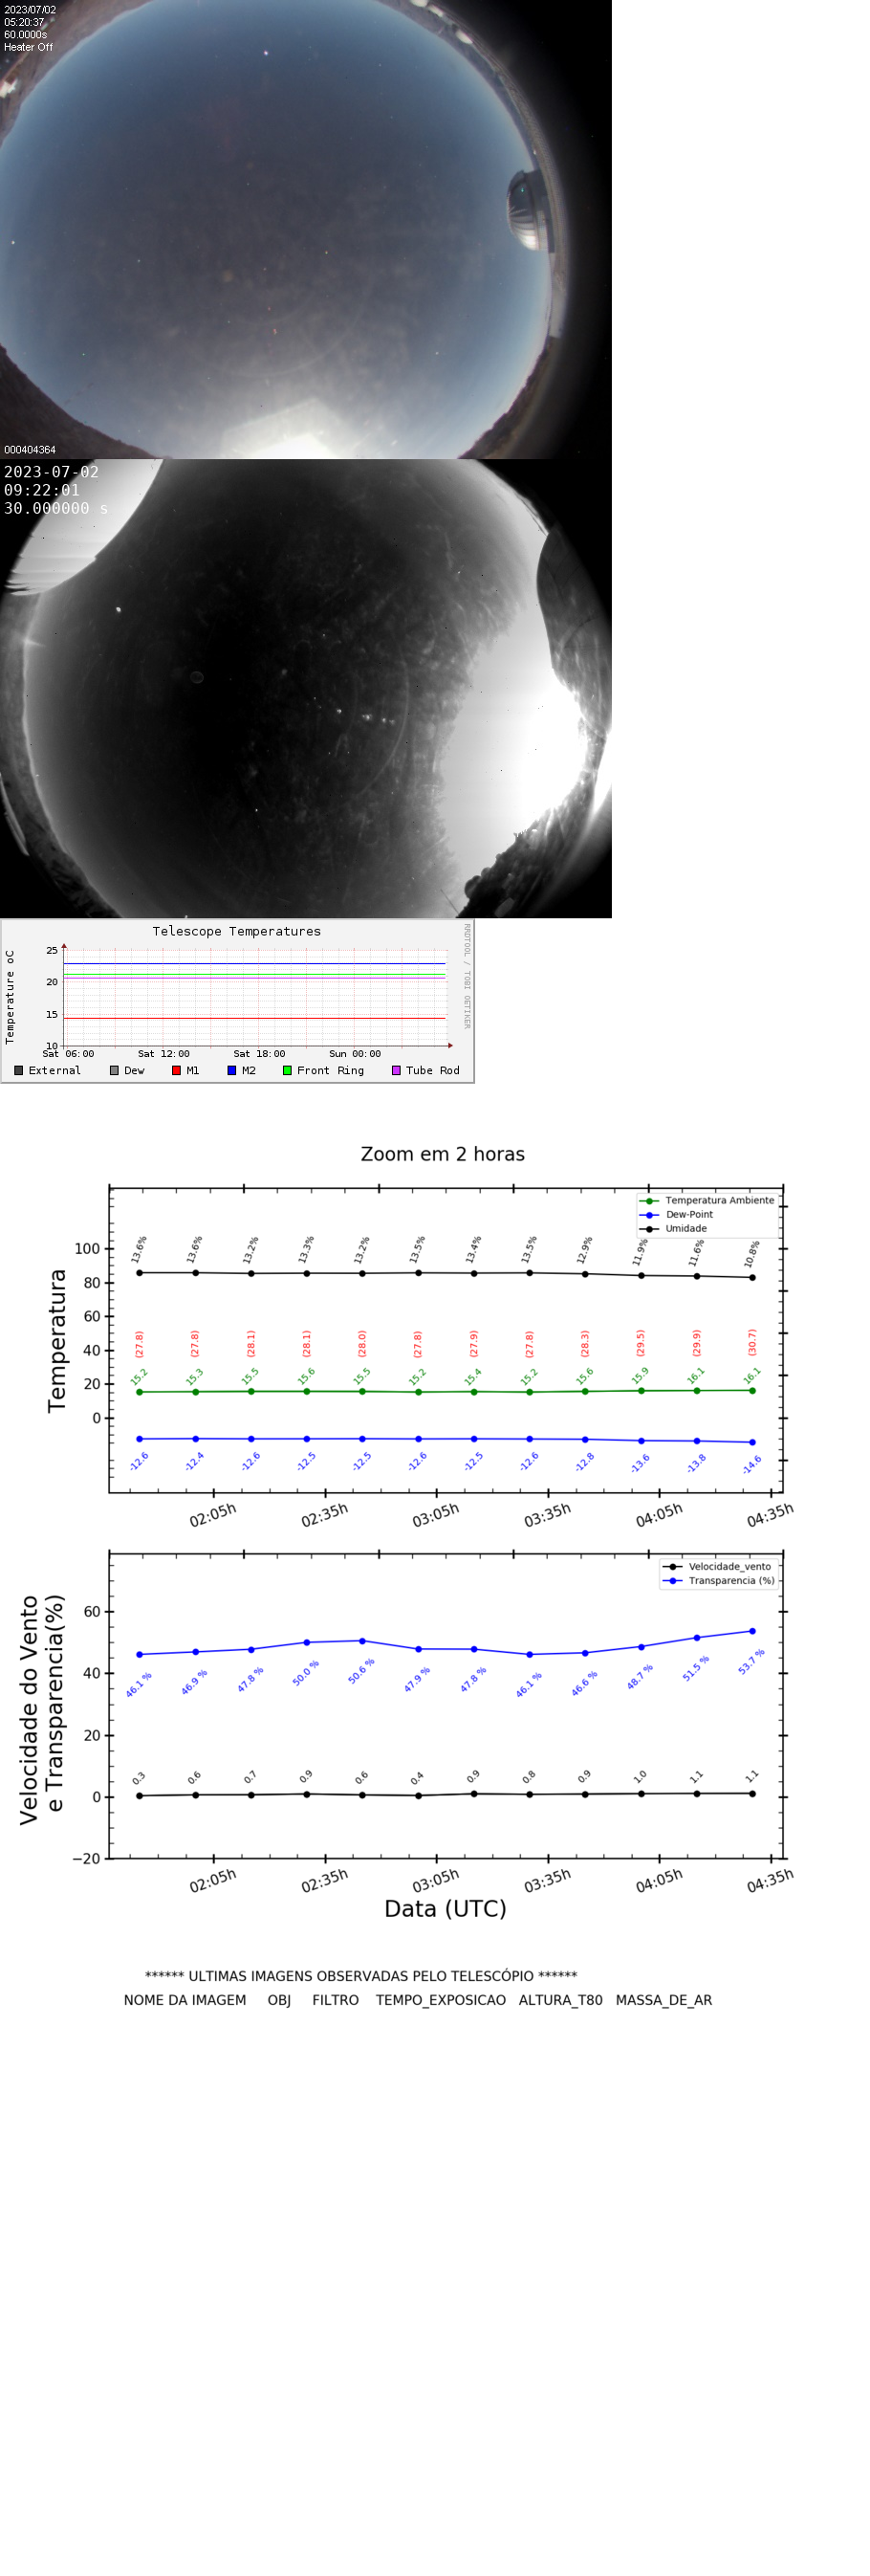 2023/07/02
05:20:37
60.0000s
Heater Off
000404364
2023-07-02
09:22:01
30.000000 s
Telescope Temperatures
RRDTOOL / TOBI OETIKER
Temperature oC
25
20
15
10
Sat 06:00 Sat 12:00 Sat 18:00 Sun 00:00
External Dew M1 M2 Front Ring Tube Rod
Zoom em 2 horas
Temperatura Ambiente
Dew-Point
Umidade
Temperatura
100
80
60
40
20
0
13.6% 13.6% 13.2% 13.3% 13.2% 13.5% 13.4% 13.5% 12.9% 11.9% 11.6% 10.8%
(27.8) (27.8) (28.1) (28.1) (28.0) (27.8) (27.9) (27.8) (28.3) (29.5) (29.9) (30.7)
15.2 15.3 15.5 15.6 15.5 15.2 15.4 15.2 15.6 15.9 16.1 16.1
-12.6 -12.4 -12.6 -12.5 -12.5 -12.6 -12.5 -12.6 -12.8 -13.6 -13.8 -14.6
02:05h 02:35h 03:05h 03:35h 04:05h 04:35h
Velocidade_vento
Transparencia (%)
Velocidade do Vento
e Transparencia(%)
60
40
20
0
−20
46.1 % 46.9 % 47.8 % 50.0 % 50.6 % 47.9 % 47.8 % 46.1 % 46.6 % 48.7 % 51.5 % 53.7 %
0.3 0.6 0.7 0.9 0.6 0.4 0.9 0.8 0.9 1.0 1.1 1.1
02:05h 02:35h 03:05h 03:35h 04:05h 04:35h
Data (UTC)
****** ULTIMAS IMAGENS OBSERVADAS PELO TELESCÓPIO ******
NOME DA IMAGEM OBJ FILTRO TEMPO_EXPOSICAO ALTURA_T80 MASSA_DE_AR